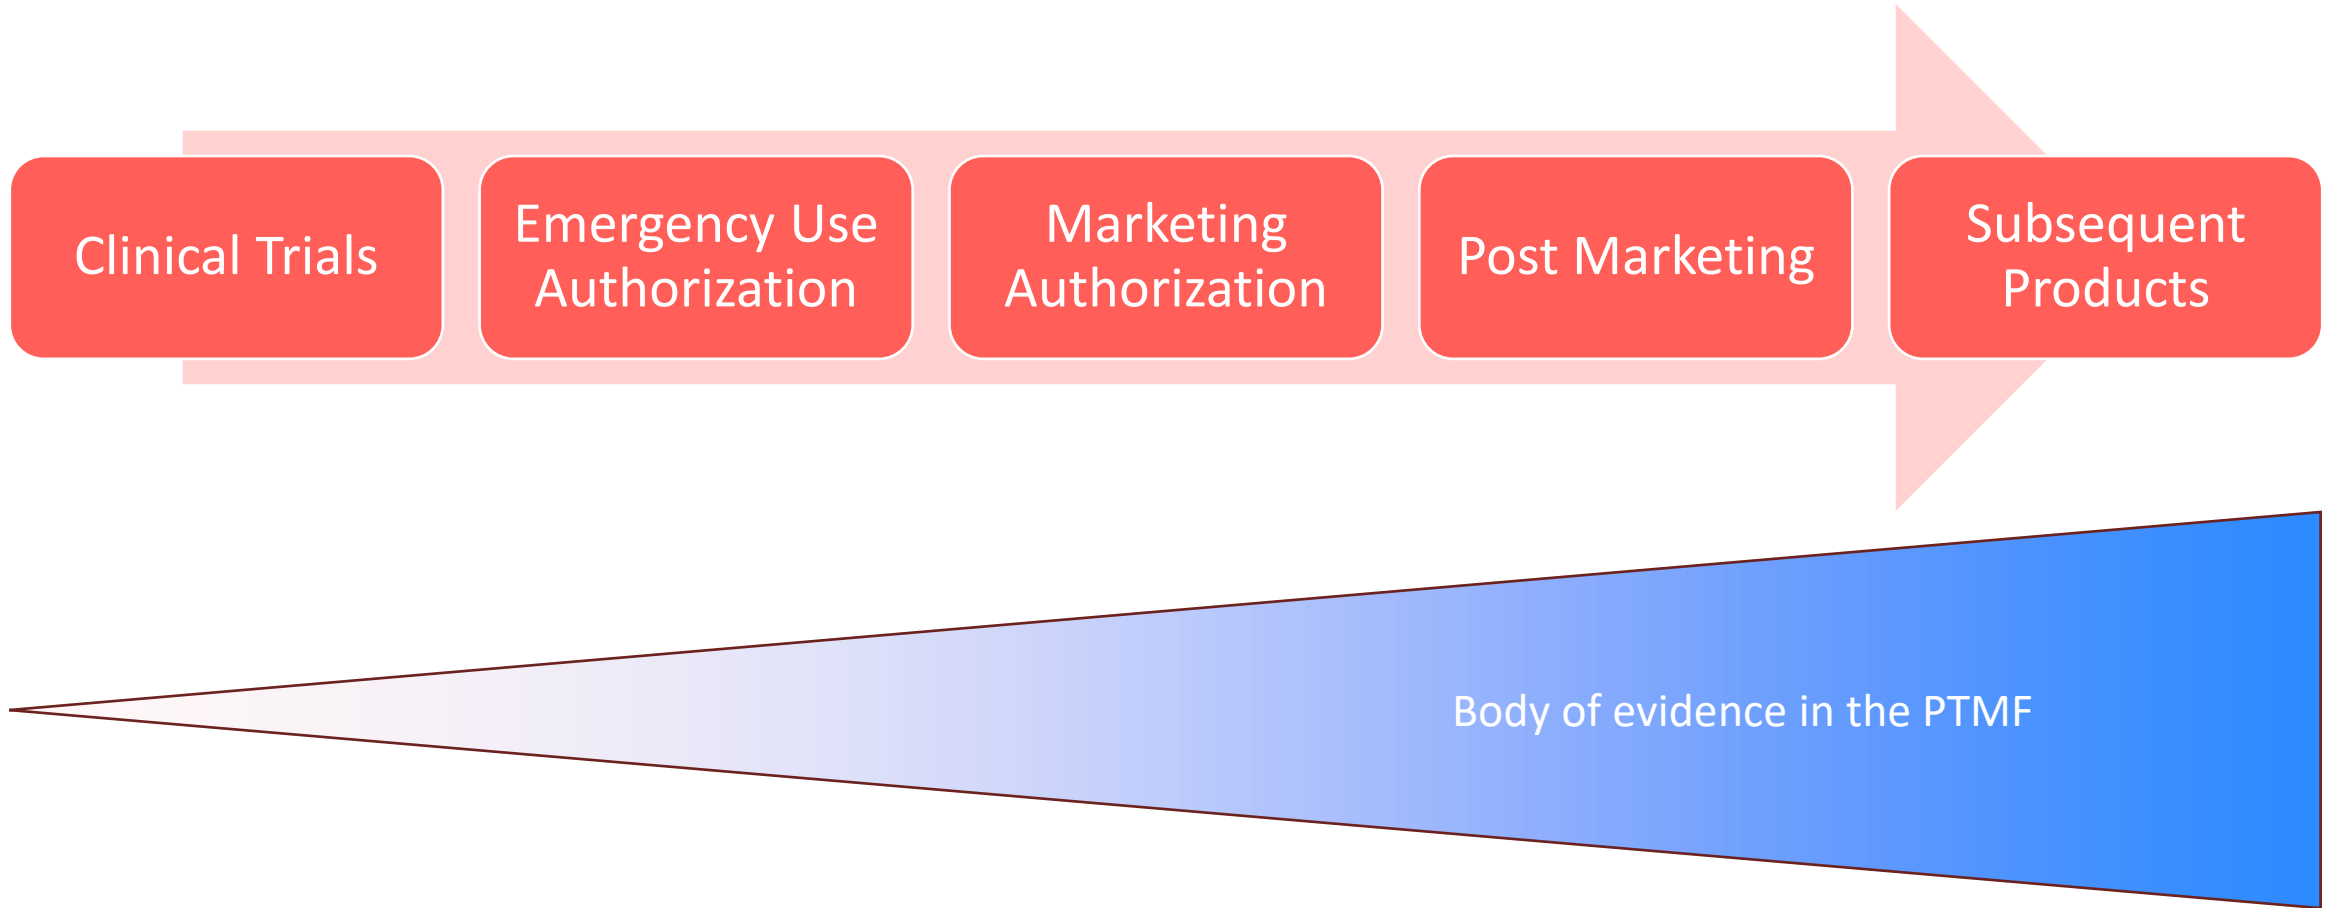 Clinical Trials
Emergency Use
Authorization
Marketing
Authorization
Post Marketing
Subsequent
Products
Body of evidence in the PTMF